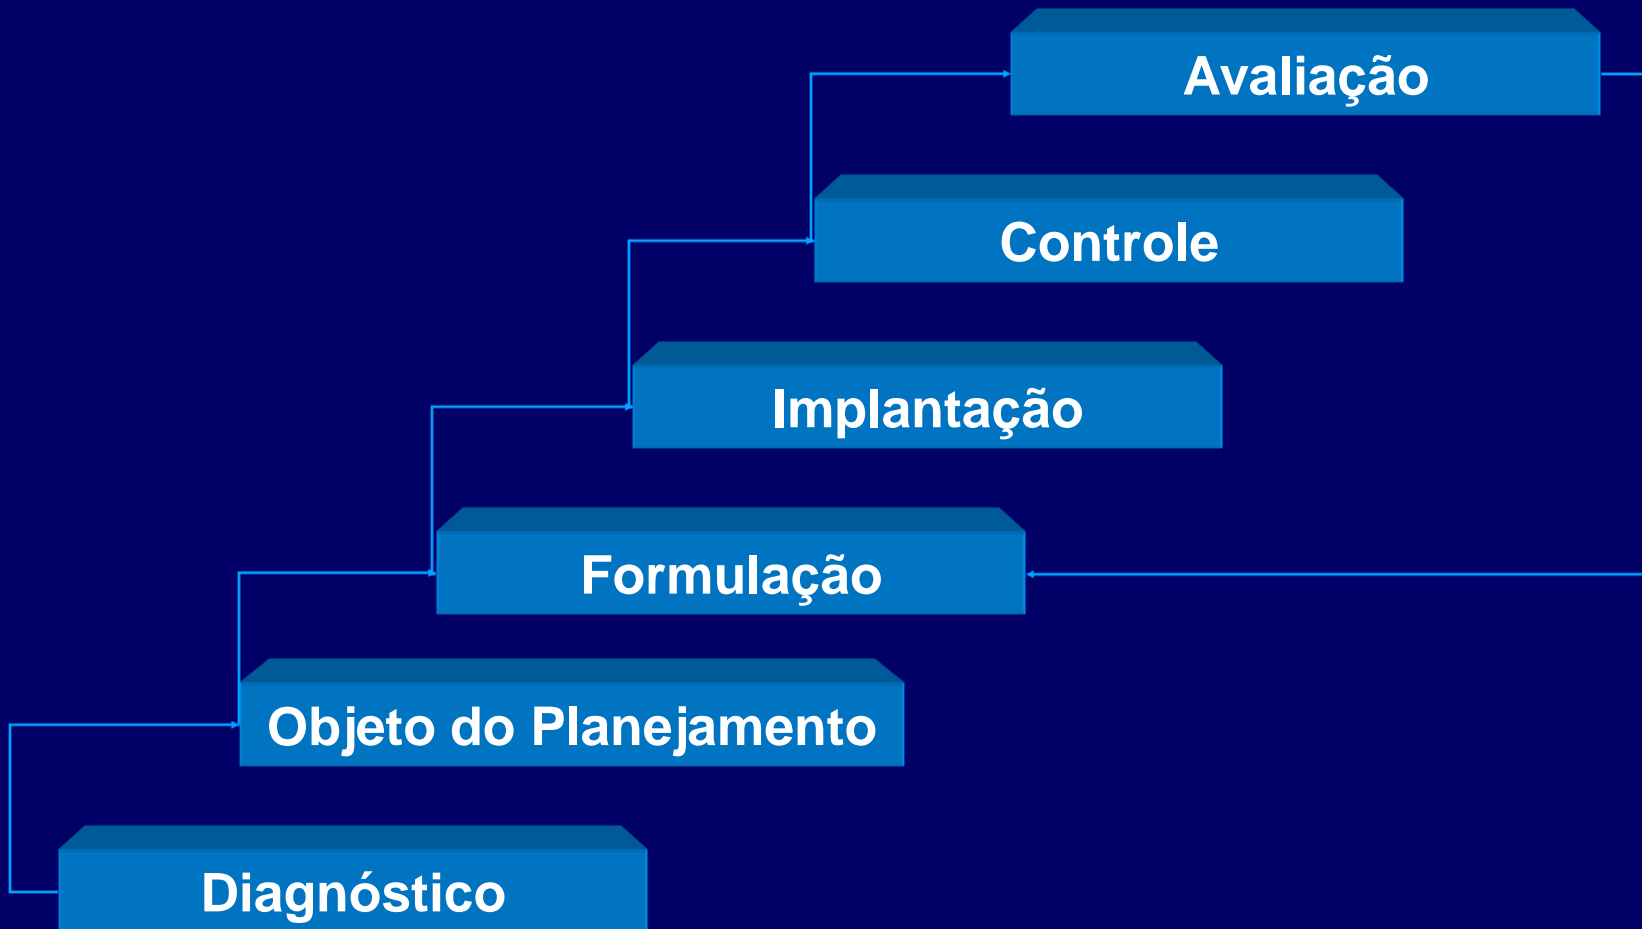 Avaliação
Controle
Implantação
Formulação
Objeto do Planejamento
Diagnóstico